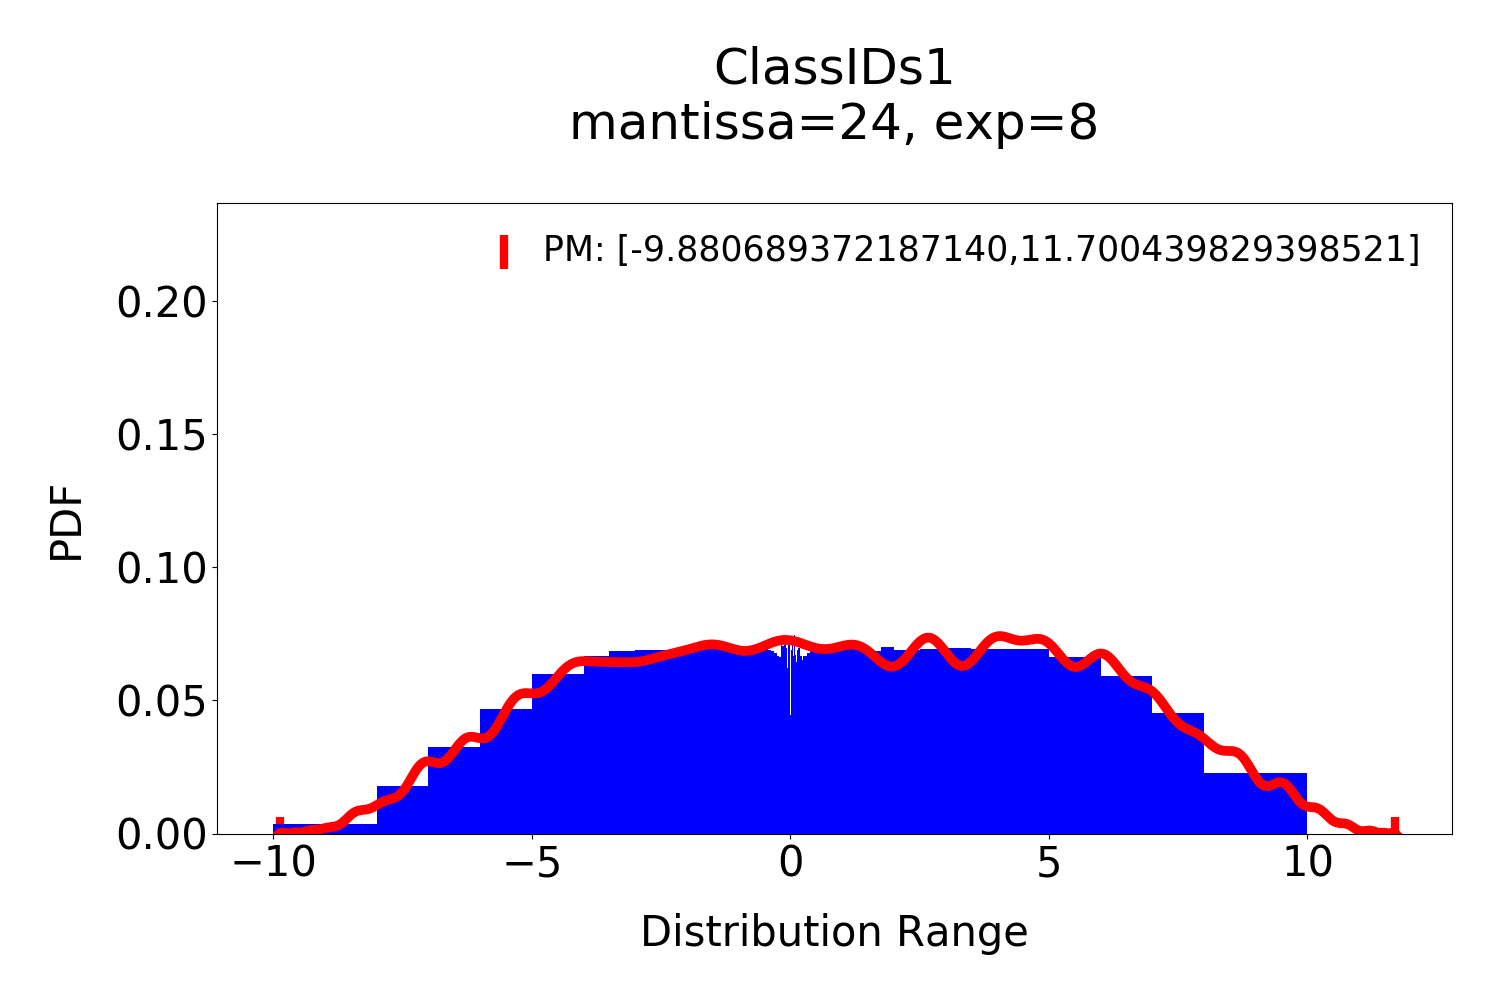 ClassIDs1
mantissa=24, exp=8
PM: [-9.880689372187140,11.700439829398521]
0.20
0.15
0.10
0.05
0.00
PDF
−10
−5
0
5
10
Distribution Range